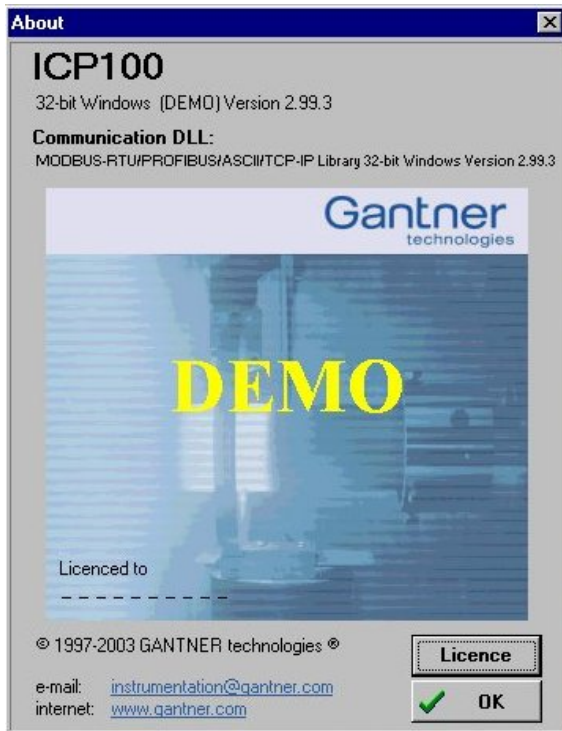 About
ICP100
32-bit Windows (DEMO) Version 2.99.3
Communication DLL:
MODBUS-RTU/PROFIBUS/ASCII/TCP-IP Library 32-bit Windows Version 2.99.3
Gantner
technologies
DEMO
Licenced to
- - - - - - - - - - -
© 1997-2003 GANTNER technologies ®
Licence
e-mail: instrumentation@gantner.com
internet: www.gantner.com
OK